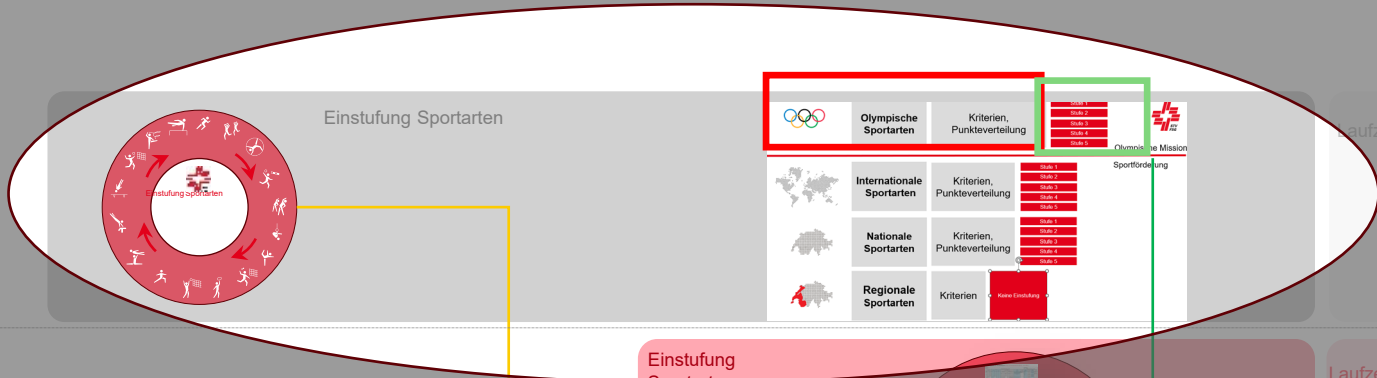 Einstufung Sportarten
Einstufung Sportarten
Olympische
Sportarten
Kriterien,
Punkteverteilung
Stufe 1
Stufe 2
Stufe 3
Stufe 4
Stufe 5
Olympische Mission
Sportförderung
Internationale
Sportarten
Kriterien,
Punkteverteilung
Stufe 1
Stufe 2
Stufe 3
Stufe 4
Stufe 5
Nationale
Sportarten
Kriterien,
Punkteverteilung
Stufe 1
Stufe 2
Stufe 3
Stufe 4
Stufe 5
Regionale
Sportarten
Kriterien
Keine Einstufung
Einstufung